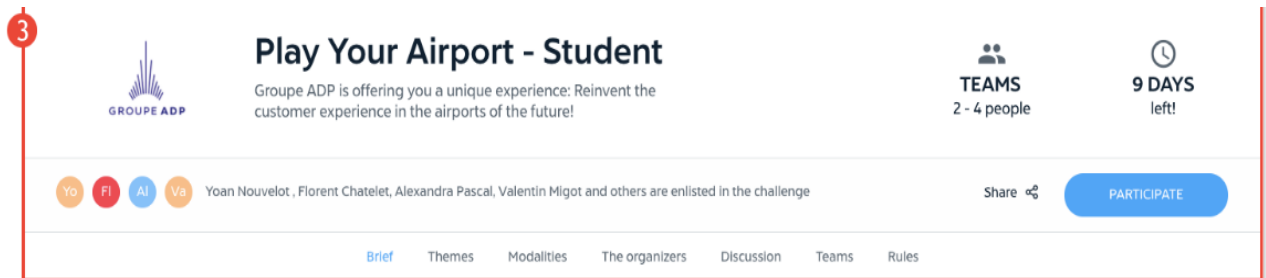 3
GROUPE ADP
Play Your Airport - Student
Groupe ADP is offering you a unique experience: Reinvent the
customer experience in the airports of the future!
TEAMS
2 - 4 people
9 DAYS
left!
Yo Fl Al Va
Yoan Nouvelot , Florent Chatelet, Alexandra Pascal, Valentin Migot and others are enlisted in the challenge
Share
PARTICIPATE
Brief Themes Modalities The organizers Discussion Teams Rules